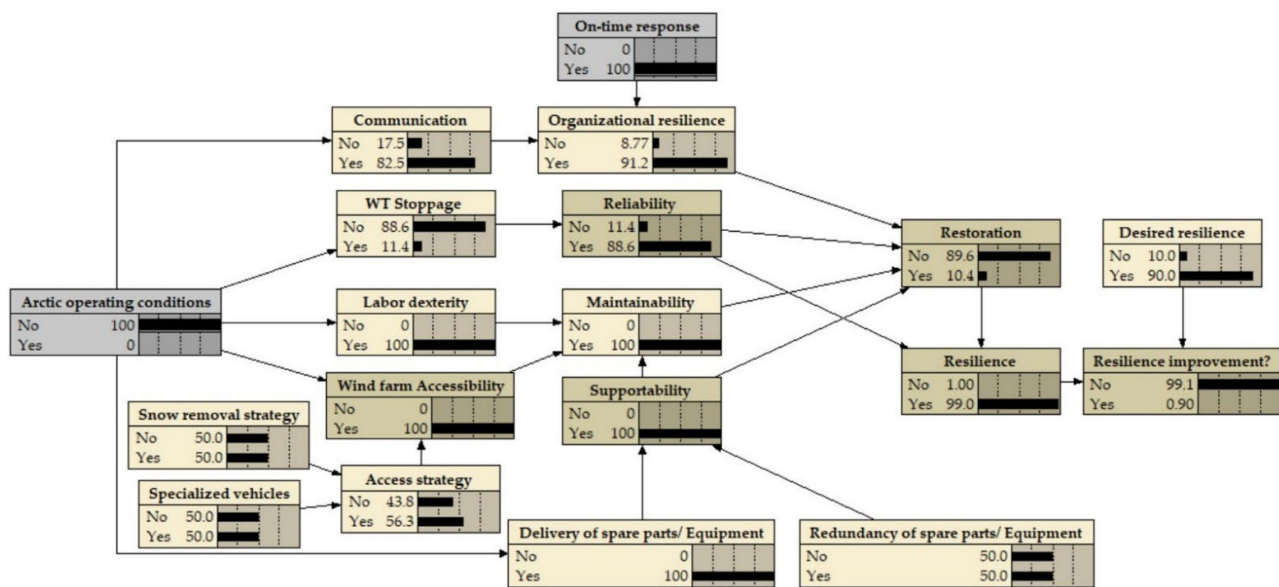 On-time response
No 0
Yes 100
Communication
No 17.5
Yes 82.5
Organizational resilience
No 8.77
Yes 91.2
WT Stoppage
No 88.6
Yes 11.4
Reliability
No 11.4
Yes 88.6
Restoration
No 89.6
Yes 10.4
Desired resilience
No 10.0
Yes 90.0
Arctic operating conditions
No 100
Yes 0
Labor dexterity
No 0
Yes 100
Maintainability
No 0
Yes 100
Resilience
No 1.00
Yes 99.0
Resilience improvement?
No 99.1
Yes 0.90
Wind farm Accessibility
No 0
Yes 100
Supportability
No 0
Yes 100
Snow removal strategy
No 50.0
Yes 50.0
Access strategy
No 43.8
Yes 56.3
Specialized vehicles
No 50.0
Yes 50.0
Delivery of spare parts/ Equipment
No 0
Yes 100
Redundancy of spare parts/ Equipment
No 50.0
Yes 50.0